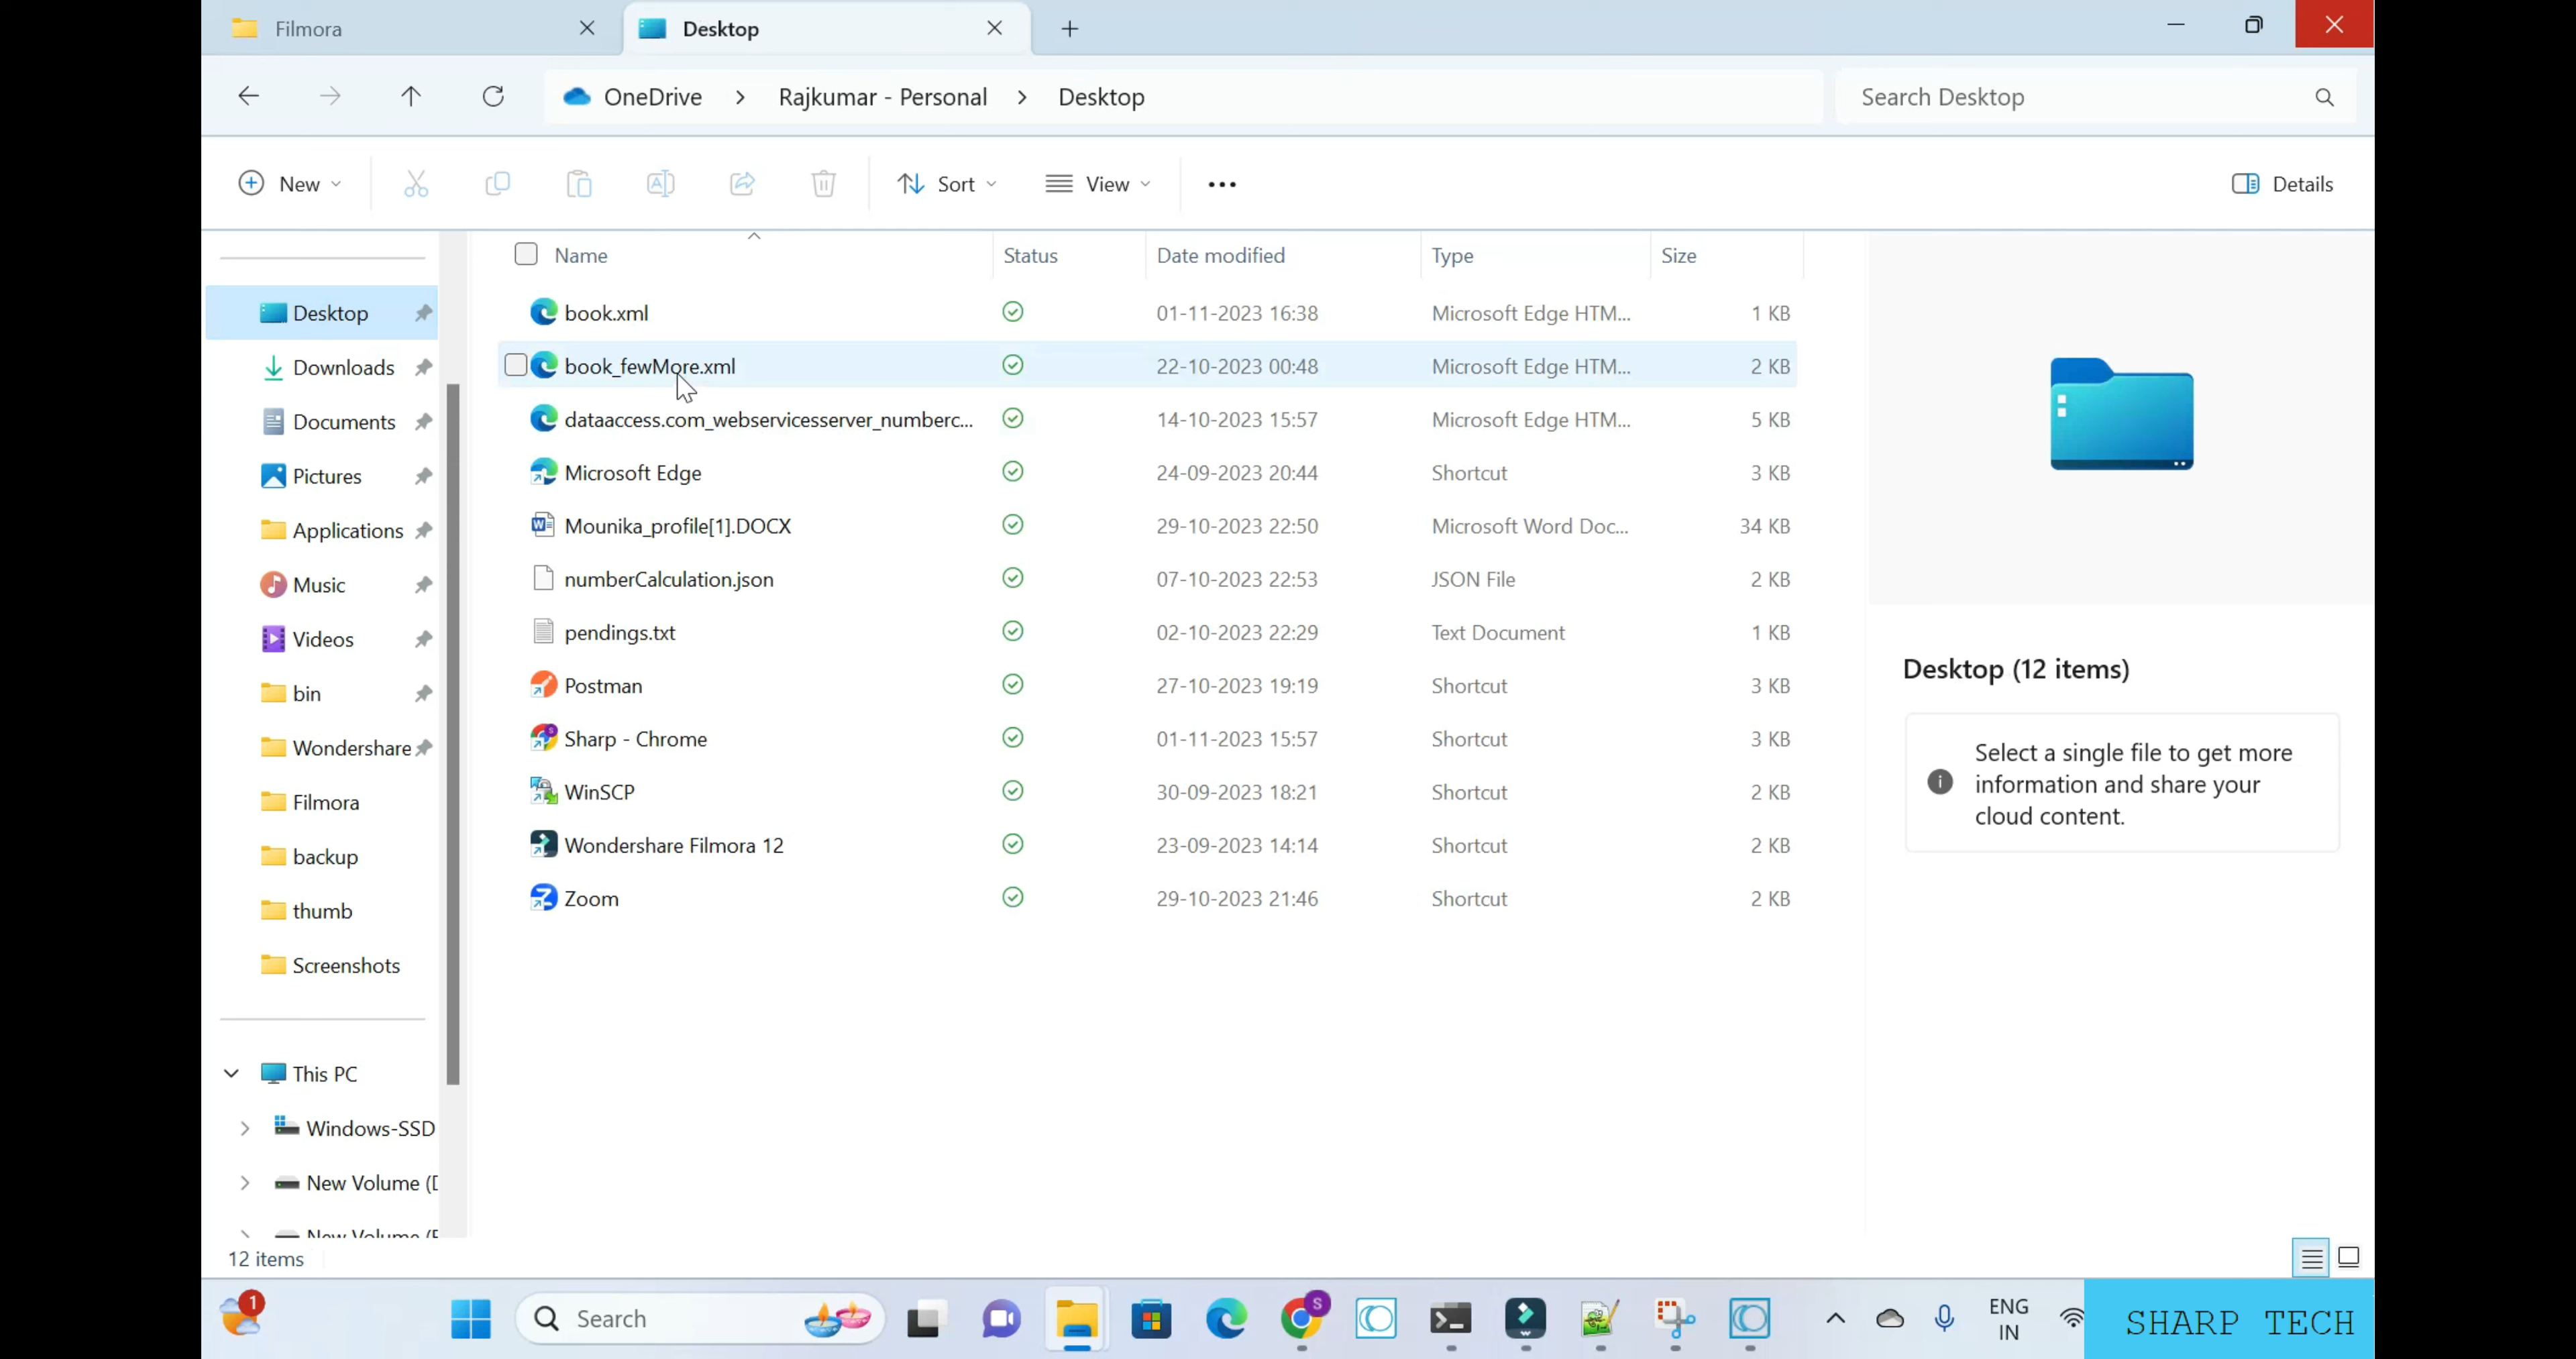 Filmora
Desktop
OneDrive > Rajkumar - Personal > Desktop
Search Desktop
New
Sort
View
Details
Name Status Date modified Type Size
book.xml 01-11-2023 16:38 Microsoft Edge HTM... 1 KB
book_fewMore.xml 22-10-2023 00:48 Microsoft Edge HTM... 2 KB
dataaccess.com_webservicesserver_numberc... 14-10-2023 15:57 Microsoft Edge HTM... 5 KB
Microsoft Edge 24-09-2023 20:44 Shortcut 3 KB
Mounika_profile[1].DOCX 29-10-2023 22:50 Microsoft Word Doc... 34 KB
numberCalculation.json 07-10-2023 22:53 JSON File 2 KB
pendings.txt 02-10-2023 22:29 Text Document 1 KB
Postman 27-10-2023 19:19 Shortcut 3 KB
Sharp - Chrome 01-11-2023 15:57 Shortcut 3 KB
WinSCP 30-09-2023 18:21 Shortcut 2 KB
Wondershare Filmora 12 23-09-2023 14:14 Shortcut 2 KB
Zoom 29-10-2023 21:46 Shortcut 2 KB
Desktop
Downloads
Documents
Pictures
Applications
Music
Videos
bin
Wondershare
Filmora
backup
thumb
Screenshots
This PC
Windows-SSD
New Volume (D
New Volume (E
Desktop (12 items)
Select a single file to get more
information and share your
cloud content.
12 items
1
Search
S
ENG
IN
SHARP TECH